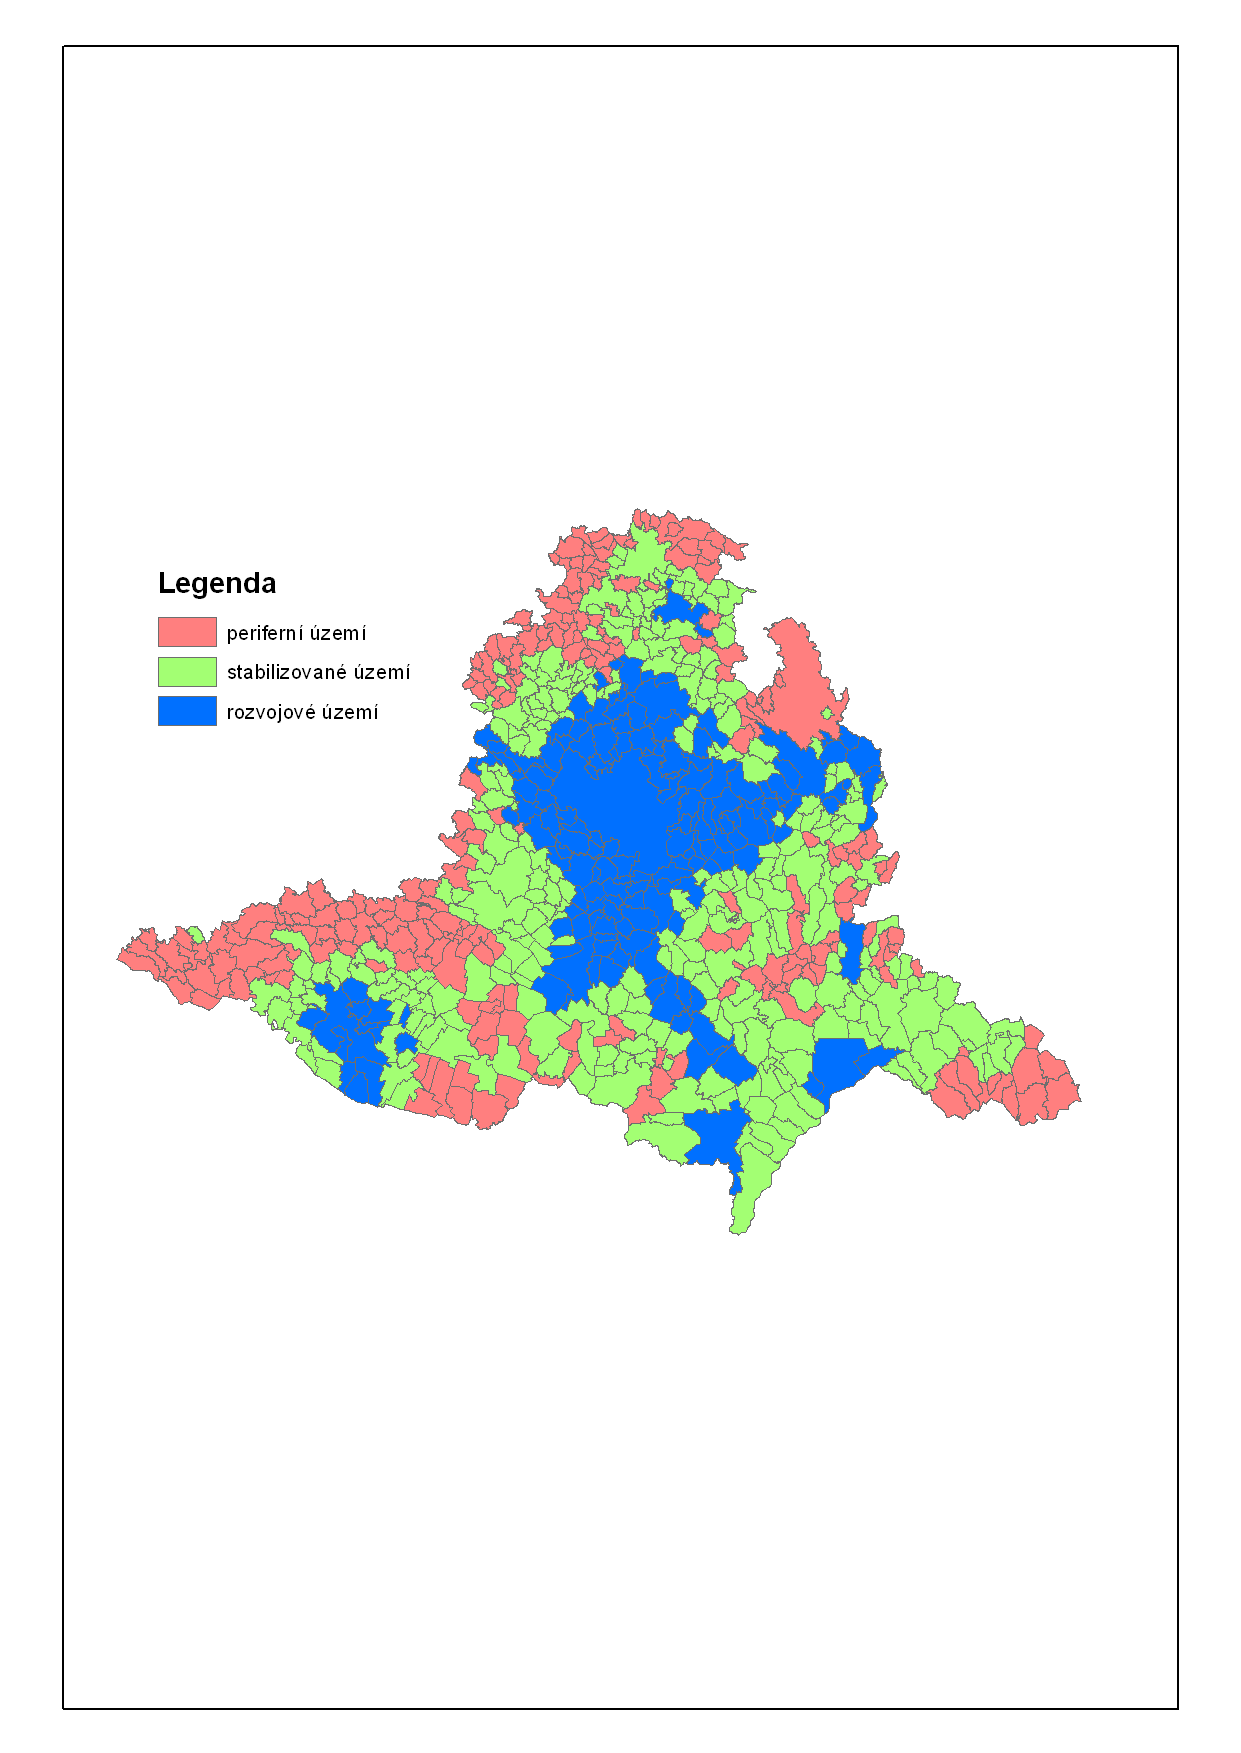 Legenda
periferní území
stabilizované území
rozvojové území